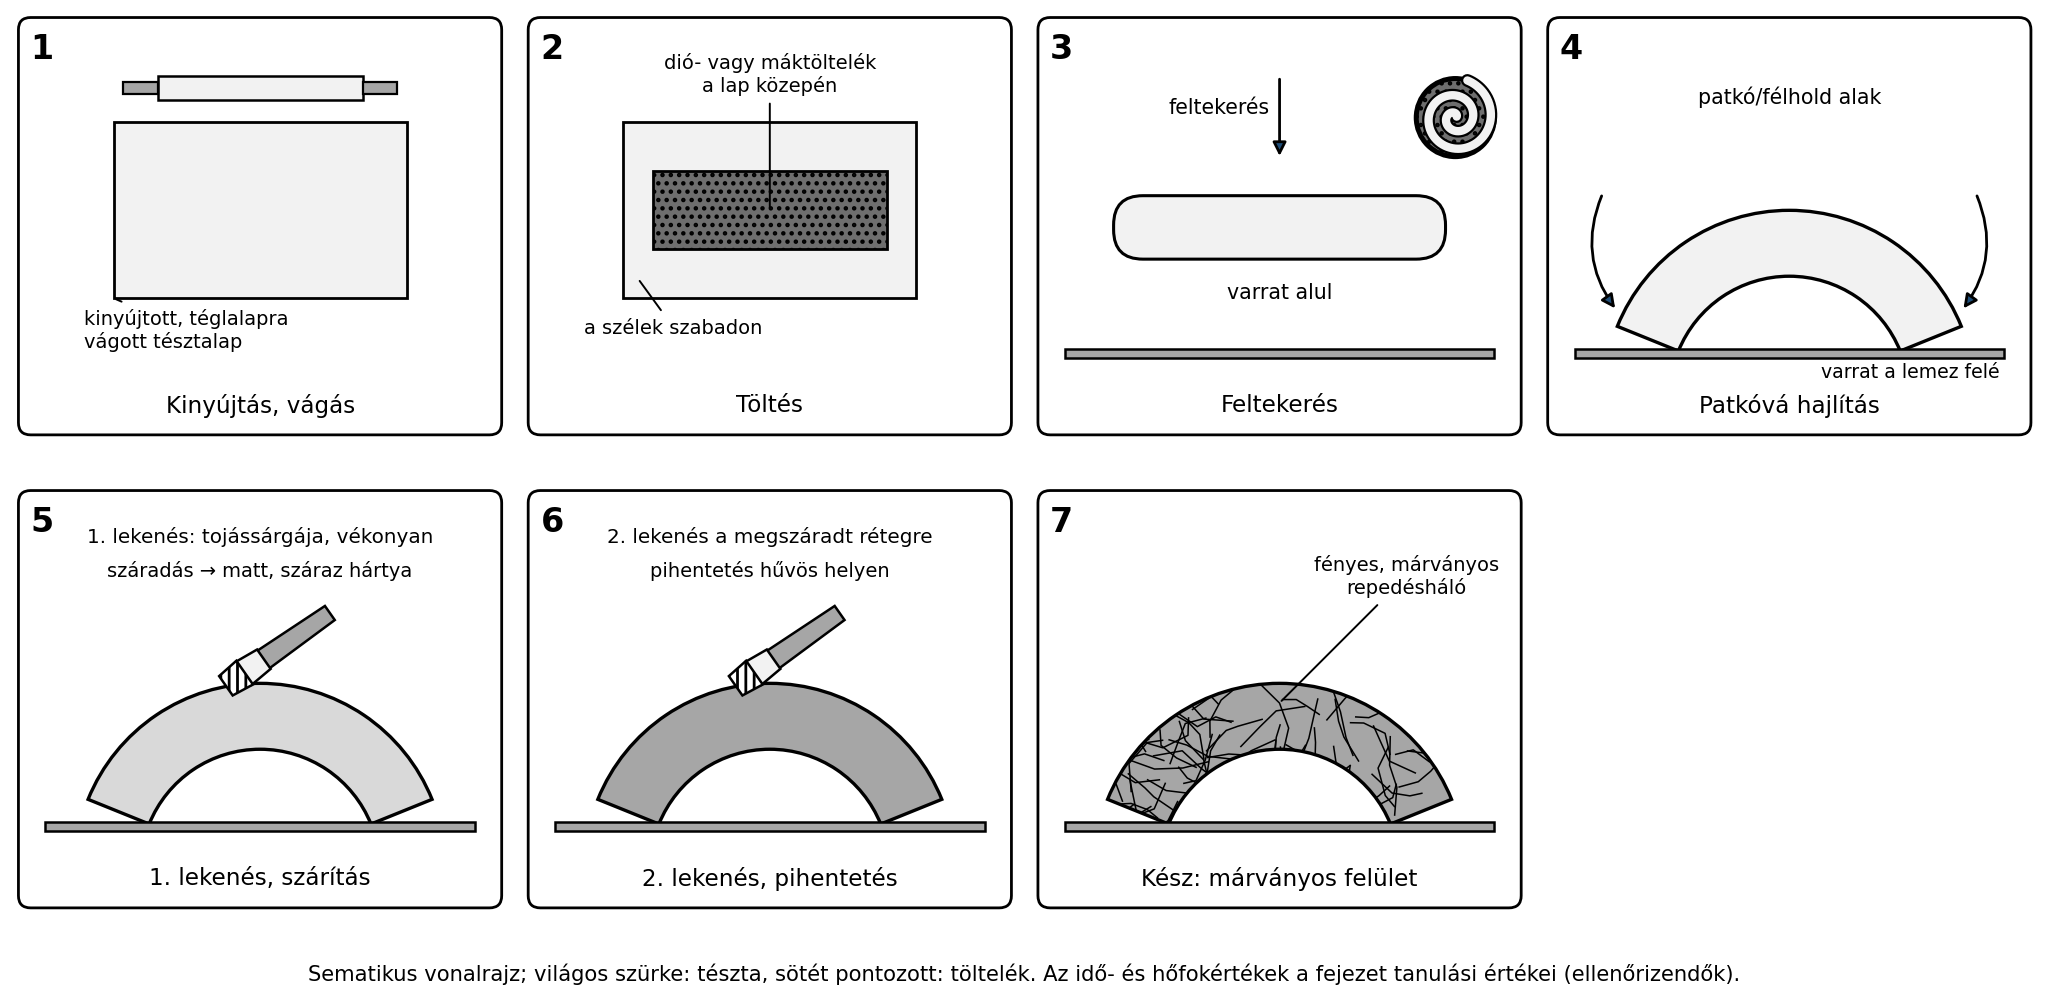 1
kinyújtott, téglalapra
vágott tésztalap
Kinyújtás, vágás
2
dió- vagy máktöltelék
a lap közepén
a szélek szabadon
Töltés
3
feltekerés
varrat alul
Feltekerés
4
patkó/félhold alak
varrat a lemez felé
Patkóvá hajlítás
5
1. lekenés: tojássárgája, vékonyan
száradás → matt, száraz hártya
1. lekenés, szárítás
6
2. lekenés a megszáradt rétegre
pihentetés hűvös helyen
2. lekenés, pihentetés
7
fényes, márványos
repedésháló
Kész: márványos felület
Sematikus vonalrajz; világos szürke: tészta, sötét pontozott: töltelék. Az idő- és hőfokértékek a fejezet tanulási értékei (ellenőrizendők).